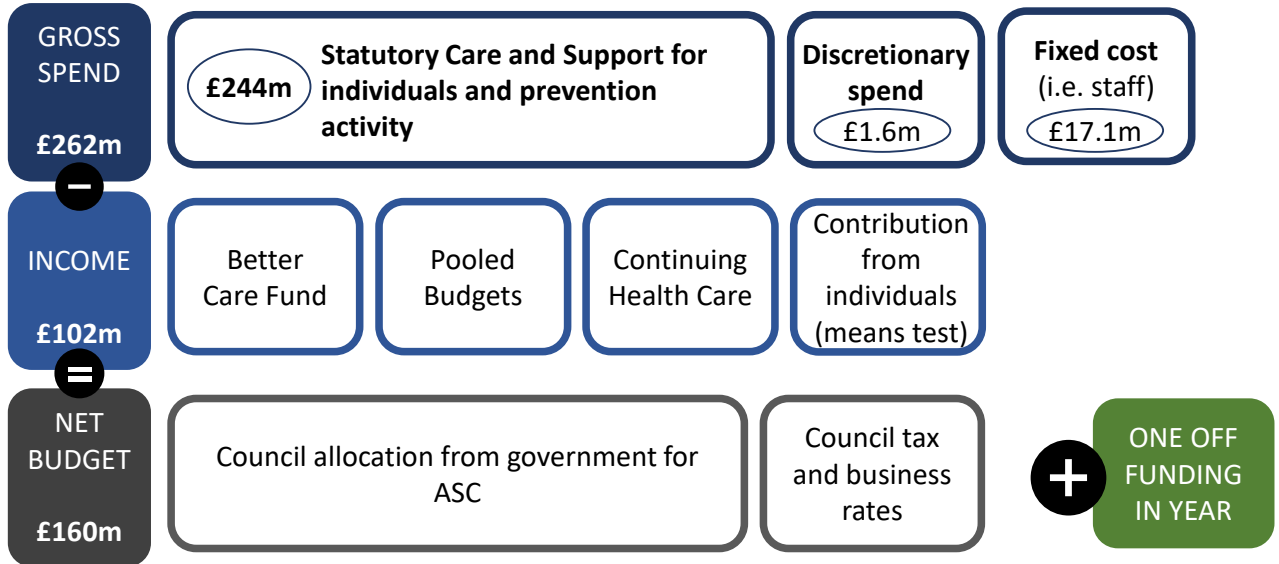 GROSS
SPEND
£262m
£244m
Statutory Care and Support for
individuals and prevention
activity
Discretionary
spend
£1.6m
Fixed cost
(i.e. staff)
£17.1m
−
INCOME
£102m
Better
Care Fund
Pooled
Budgets
Continuing
Health Care
Contribution
from
individuals
(means test)
=
NET
BUDGET
£160m
Council allocation from government for
ASC
Council tax
and business
rates
+
ONE OFF
FUNDING
IN YEAR